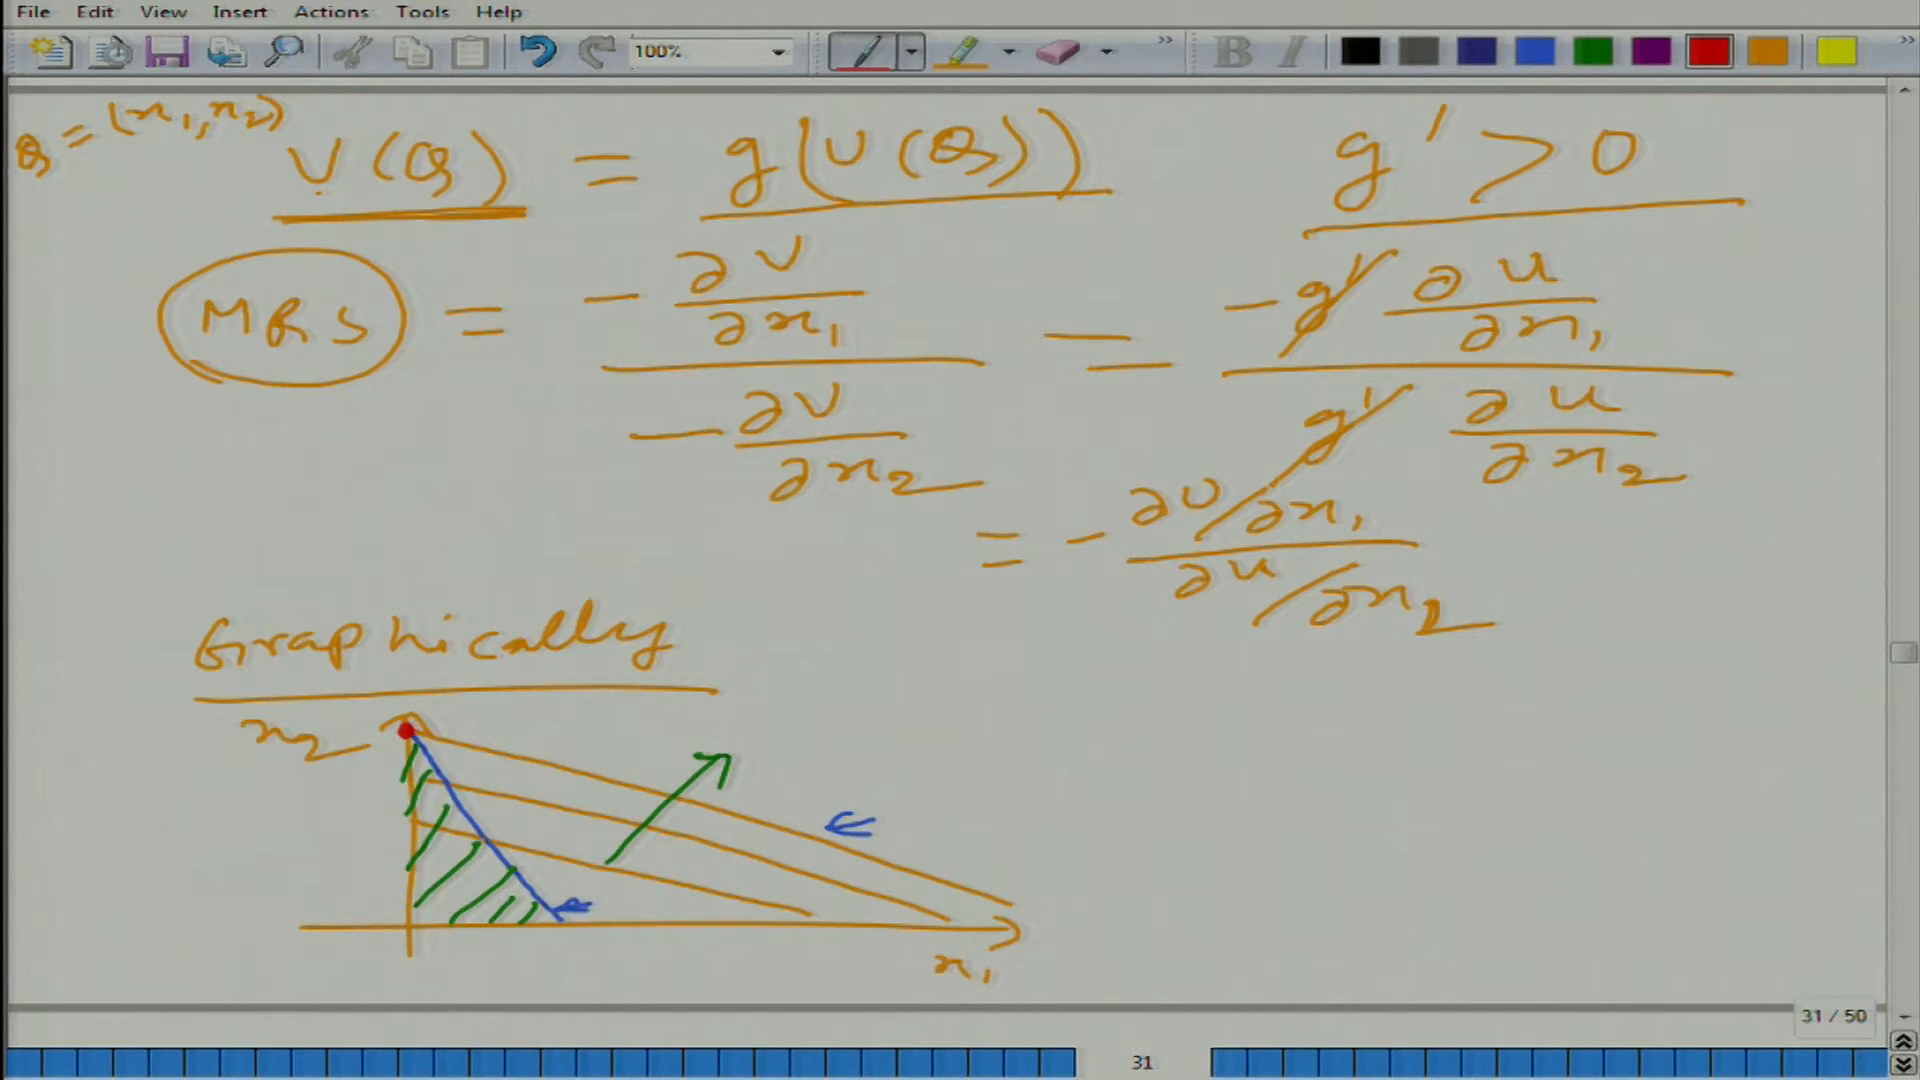 File Edit View Insert Actions Tools Help
100%
B I
Q = (x1, x2)
V(Q) = g(U(Q)) g' > 0
MRS = - ∂V/∂x1 / - ∂V/∂x2 = - g' ∂u/∂x1 / g' ∂u/∂x2
= - ∂U/∂x1 / ∂u/∂x2
Graphically
x2
x1
31 / 50
31